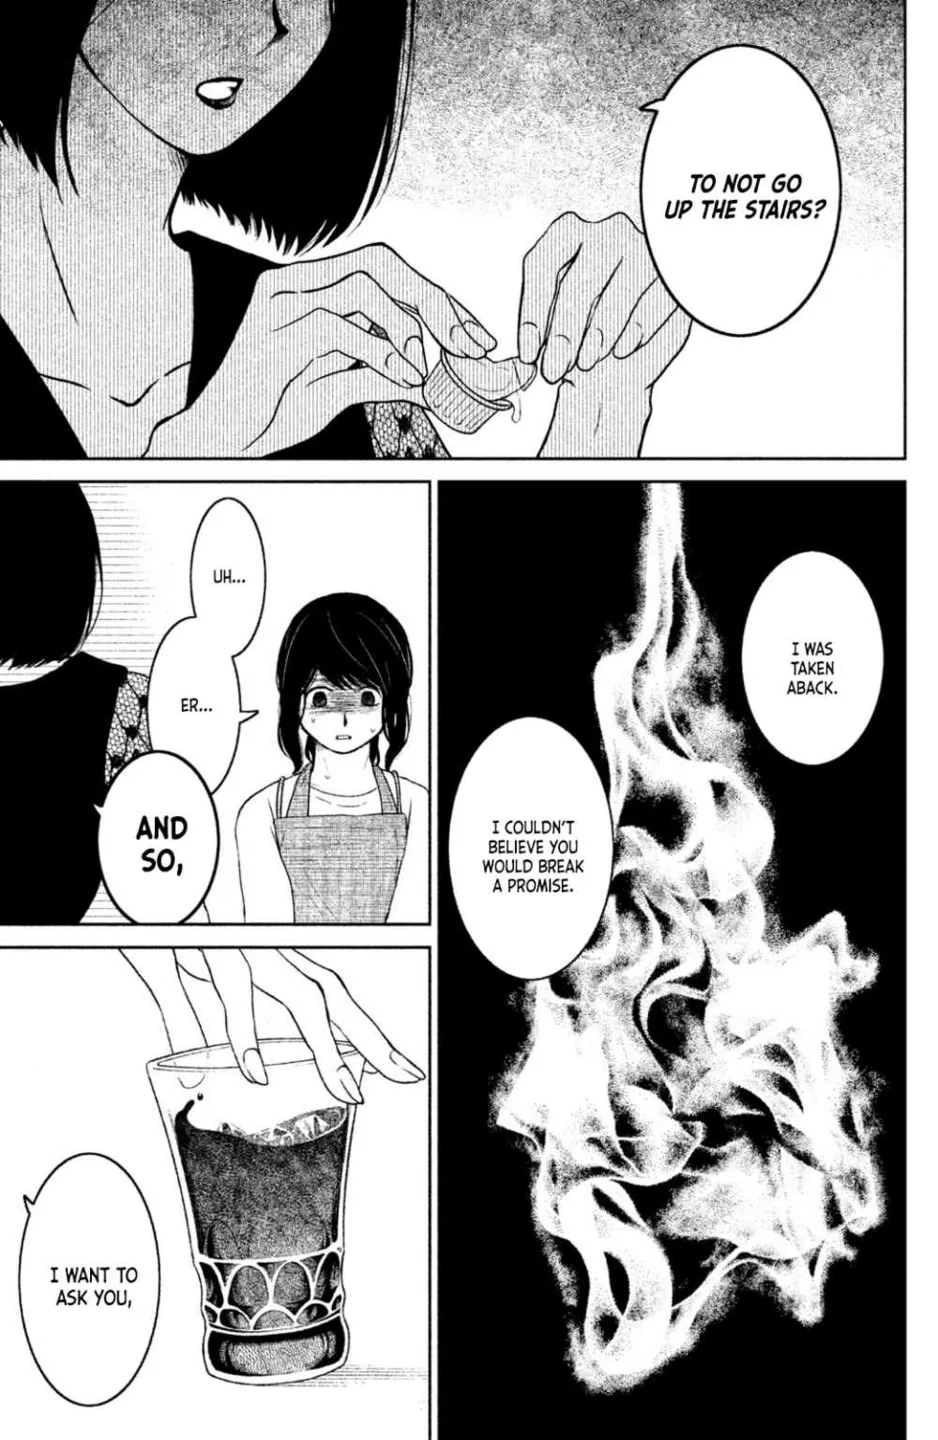 TO NOT GO
UP THE STAIRS?
I WAS
TAKEN
ABACK.
I COULDN'T
BELIEVE YOU
WOULD BREAK
A PROMISE.
UH...
ER...
AND
SO,
I WANT TO
ASK YOU,